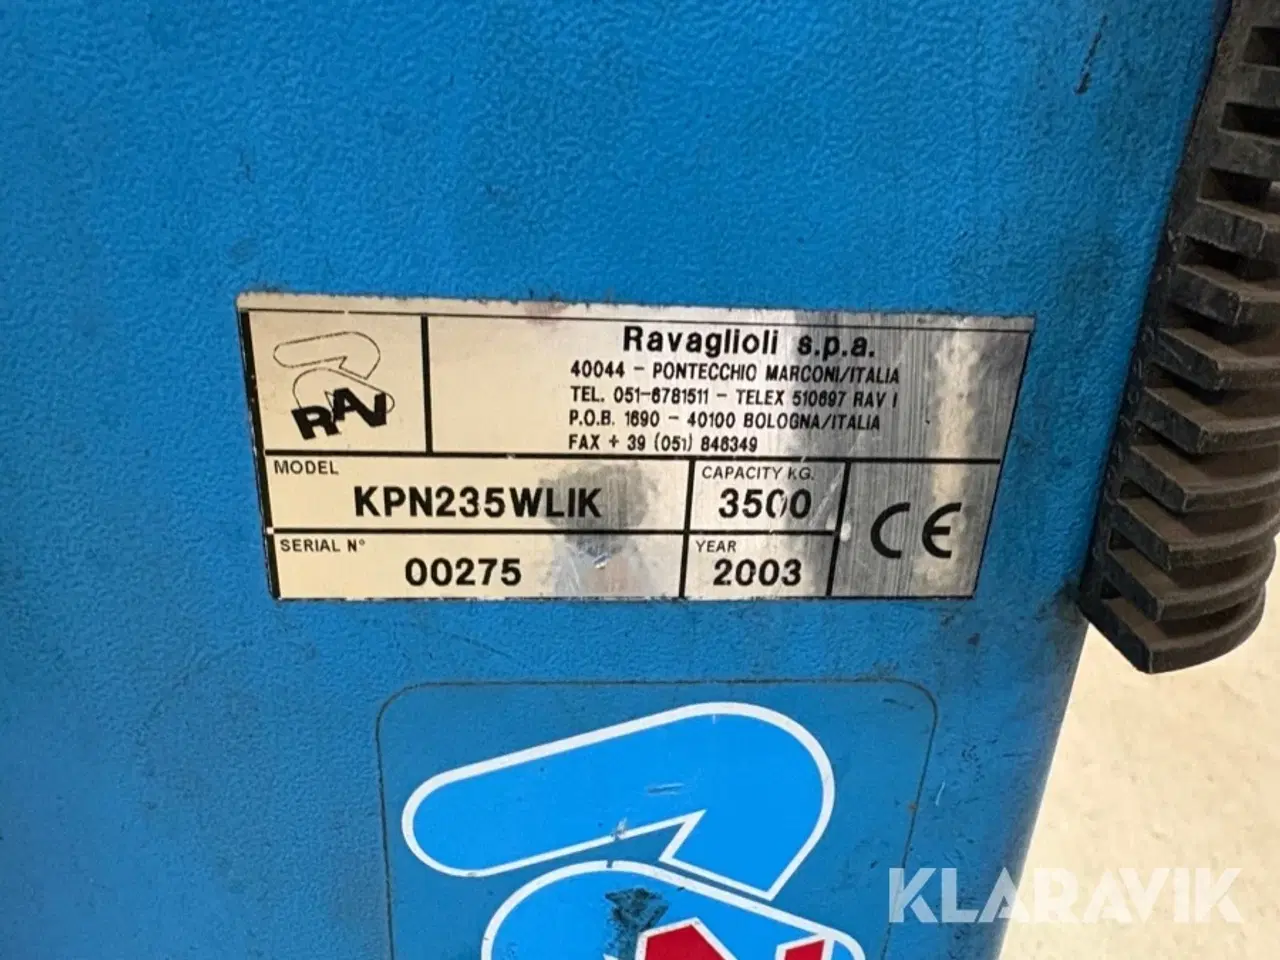 RAV
Ravaglioli s.p.a.
40044 - PONTECCHIO MARCONI/ITALIA
TEL. 051-6781511 - TELEX 510697 RAV I
P.O.B. 1690 - 40100 BOLOGNA/ITALIA
FAX + 39 (051) 846349
MODEL
KPN235WLIK
CAPACITY KG.
3500
CE
SERIAL N°
00275
YEAR
2003
KLARAVIK